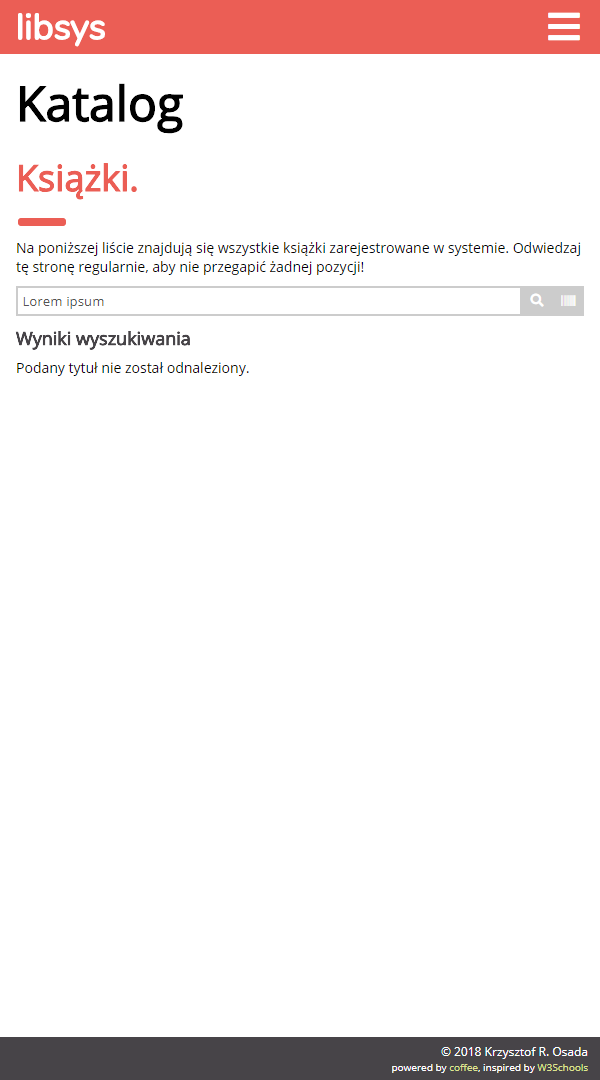 libsys
Katalog
Książki.
Na poniższej liście znajdują się wszystkie książki zarejestrowane w systemie. Odwiedzaj
tę stronę regularnie, aby nie przegapić żadnej pozycji!
Lorem ipsum
Wyniki wyszukiwania
Podany tytuł nie został odnaleziony.
© 2018 Krzysztof R. Osada
powered by coffee, inspired by W3Schools